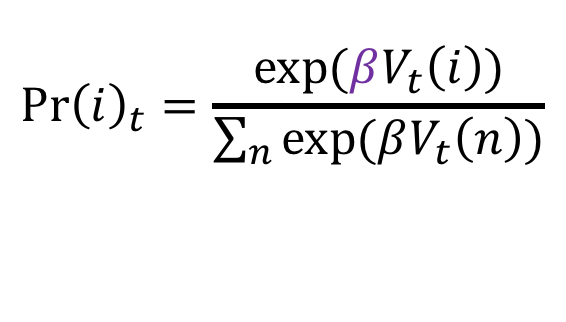 Pr(i)_t = exp(βV_t(i)) / ∑_n exp(βV_t(n))